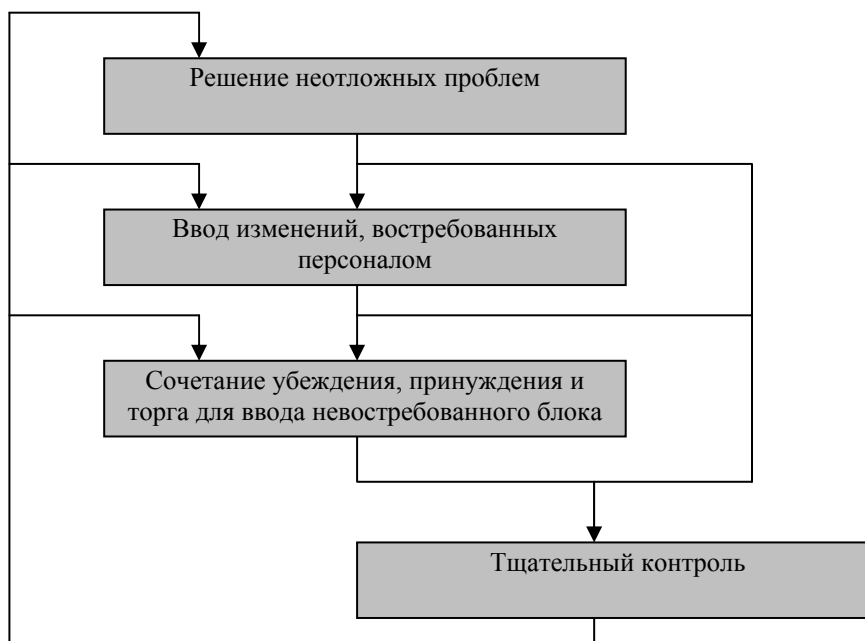 Решение неотложных проблем
Ввод изменений, востребованных
персоналом
Сочетание убеждения, принуждения и
торга для ввода невостребованного блока
Тщательный контроль